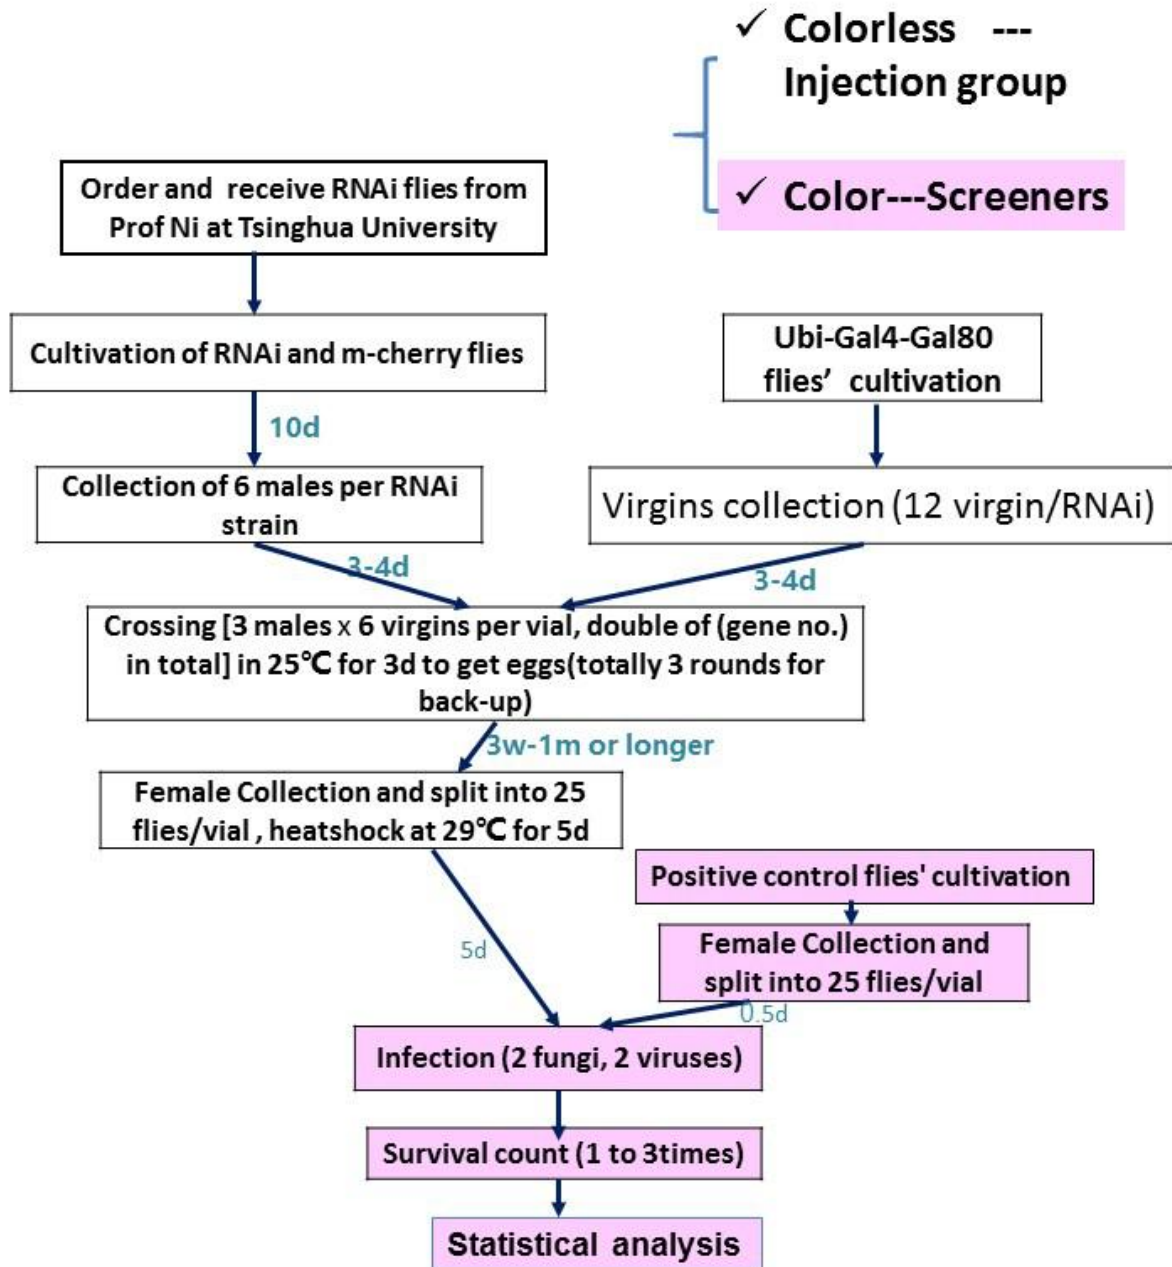 ✓ Colorless ---
Injection group
✓ Color---Screeners
Order and receive RNAi flies from
Prof Ni at Tsinghua University
Cultivation of RNAi and m-cherry flies
Ubi-Gal4-Gal80
flies' cultivation
10d
Collection of 6 males per RNAi
strain
Virgins collection (12 virgin/RNAi)
3-4d
3-4d
Crossing [3 males x 6 virgins per vial, double of (gene no.)
in total] in 25℃ for 3d to get eggs(totally 3 rounds for
back-up)
3w-1m or longer
Female Collection and split into 25
flies/vial , heatshock at 29℃ for 5d
Positive control flies' cultivation
Female Collection and
split into 25 flies/vial
5d
0.5d
Infection (2 fungi, 2 viruses)
Survival count (1 to 3times)
Statistical analysis